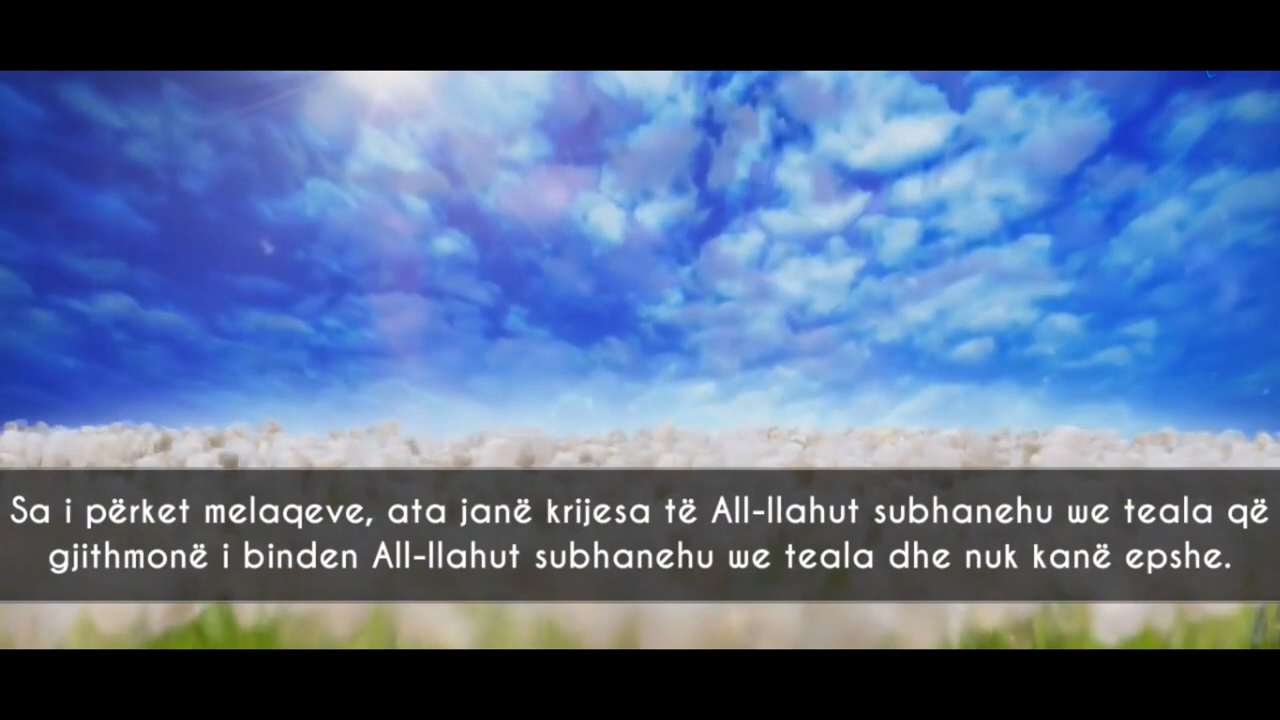 Sa i përket melaqeve, ata janë krijesa të All-llahut subhanehu we teala që
gjithmonë i binden All-llahut subhanehu we teala dhe nuk kanë epshe.